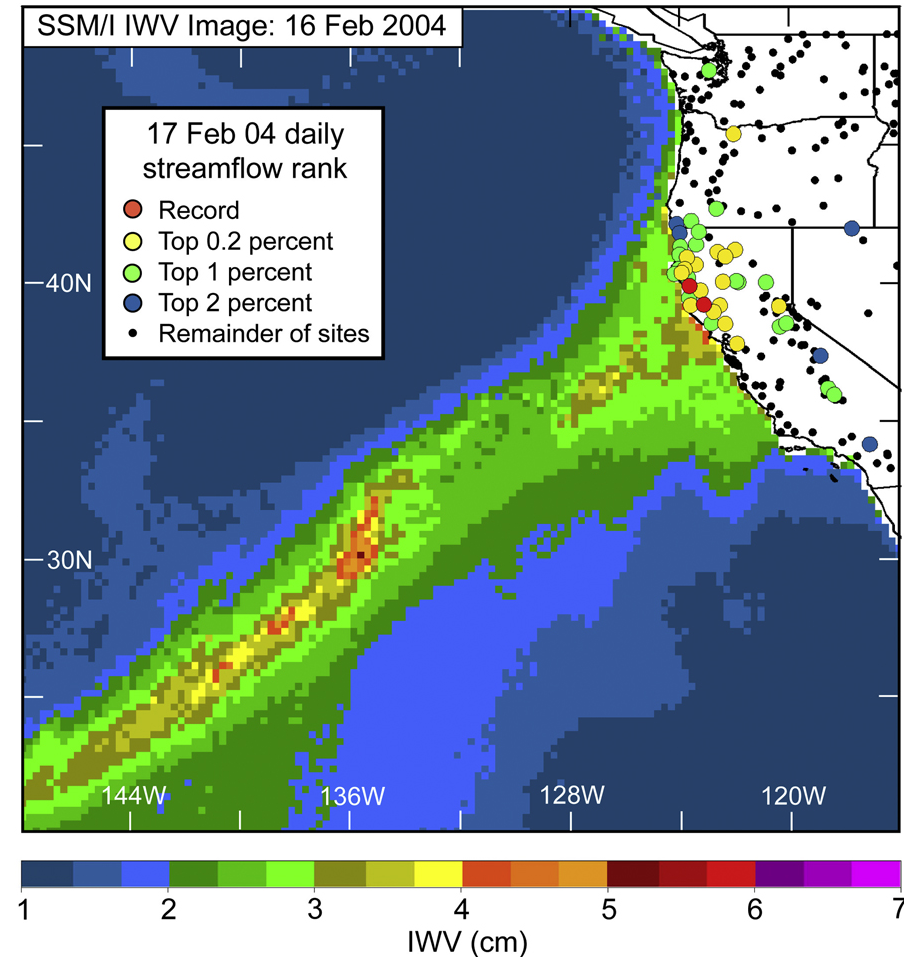 SSM/I IWV Image: 16 Feb 2004
17 Feb 04 daily
streamflow rank
Record
Top 0.2 percent
Top 1 percent
Top 2 percent
Remainder of sites
40N
30N
144W
136W
128W
120W
1
2
3
4
5
6
7
IWV (cm)